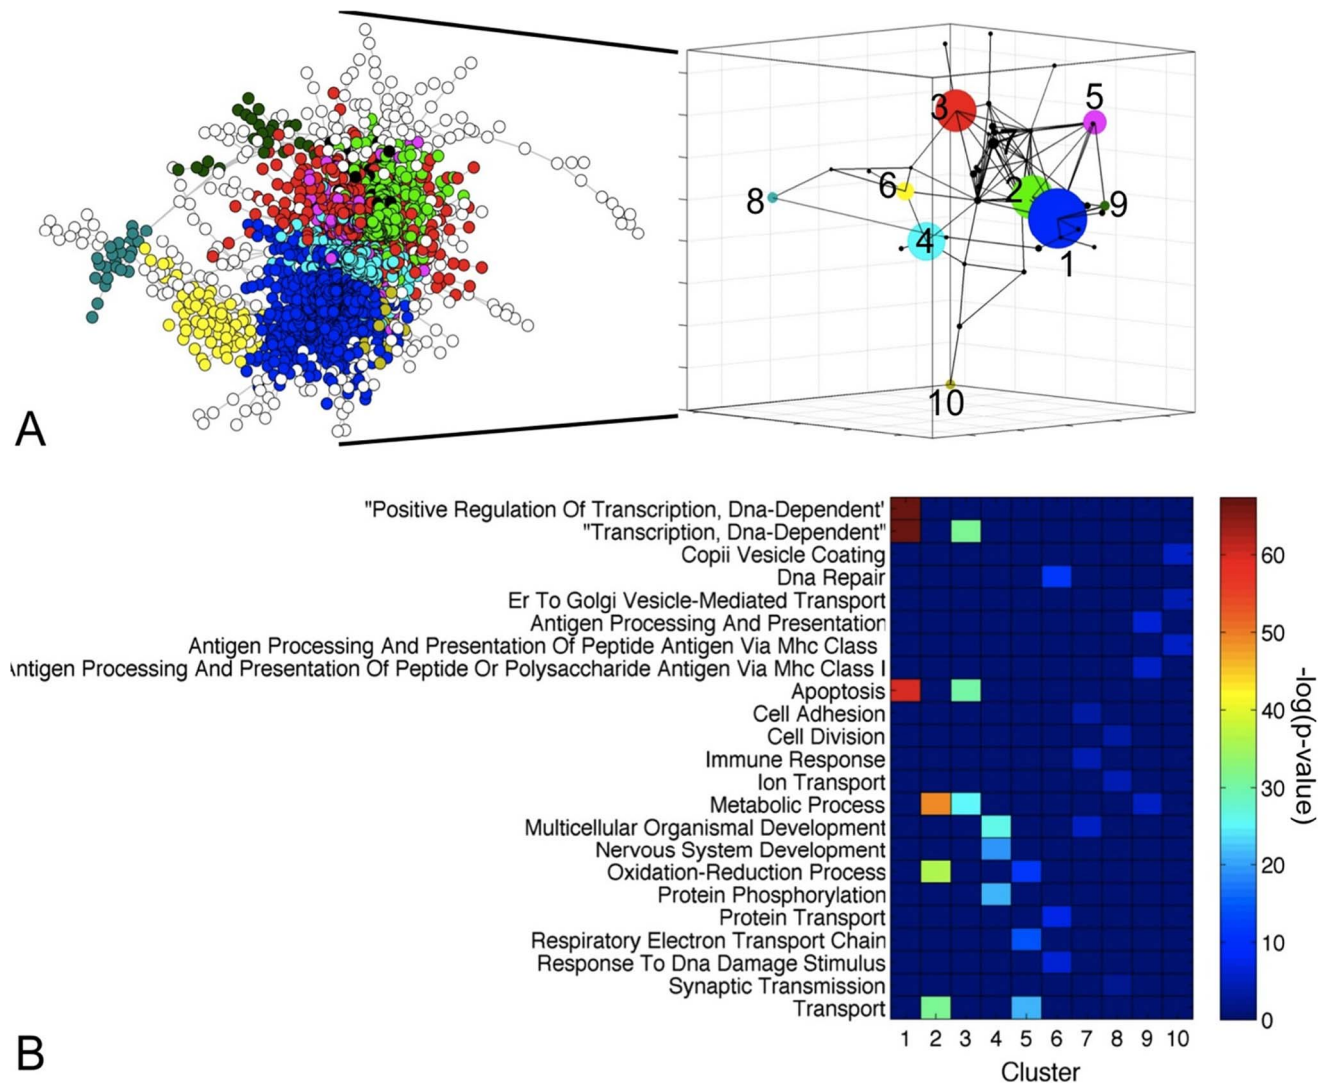 3
5
7
6
2
8
9
4
1
10
A
"Positive Regulation Of Transcription, Dna-Dependent'
"Transcription, Dna-Dependent"
Copii Vesicle Coating
Dna Repair
Er To Golgi Vesicle-Mediated Transport
Antigen Processing And Presentation
Antigen Processing And Presentation Of Peptide Antigen Via Mhc Class
Antigen Processing And Presentation Of Peptide Or Polysaccharide Antigen Via Mhc Class I
Apoptosis
Cell Adhesion
Cell Division
Immune Response
Ion Transport
Metabolic Process
Multicellular Organismal Development
Nervous System Development
Oxidation-Reduction Process
Protein Phosphorylation
Protein Transport
Respiratory Electron Transport Chain
Response To Dna Damage Stimulus
Synaptic Transmission
Transport
1 2 3 4 5 6 7 8 9 10
Cluster
60
50
40
30
20
10
0
-log(p-value)
B